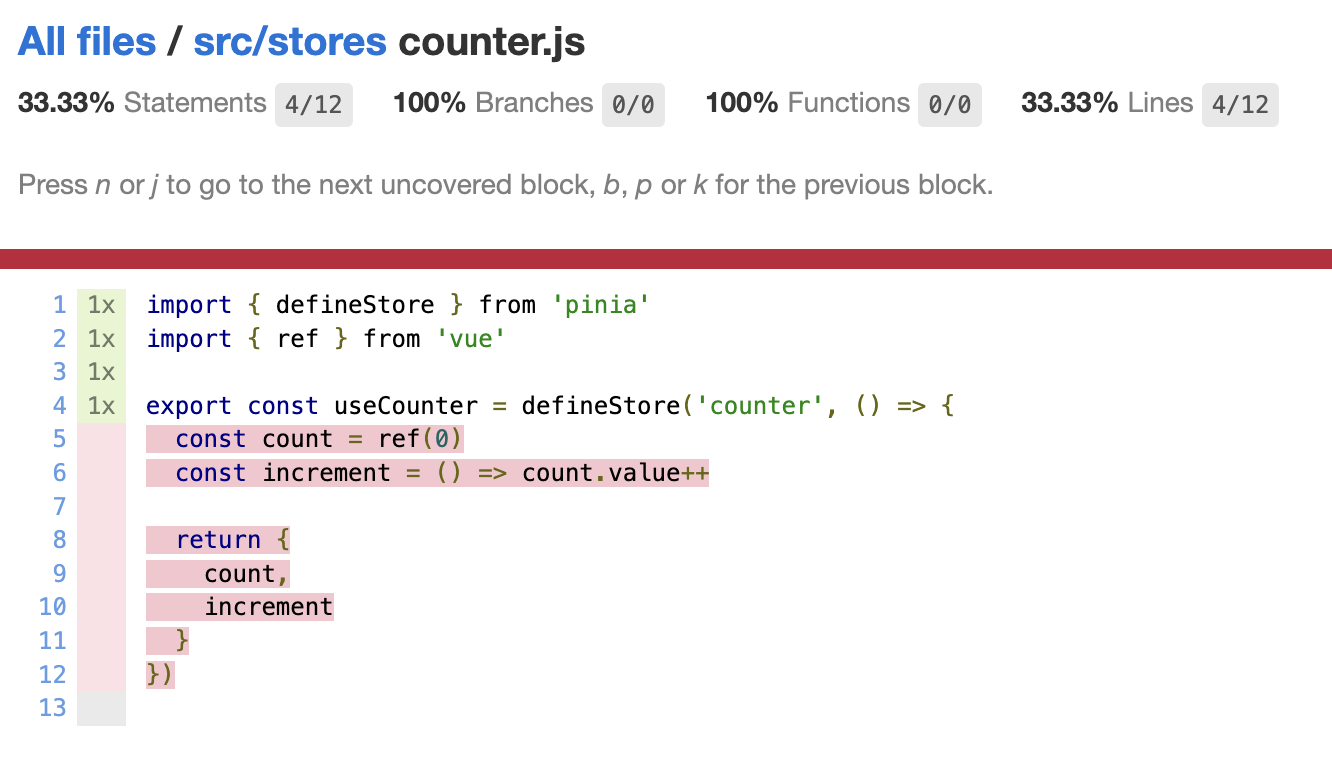 All files / src/stores counter.js
33.33% Statements 4/12 100% Branches 0/0 100% Functions 0/0 33.33% Lines 4/12
Press n or j to go to the next uncovered block, b, p or k for the previous block.
1 1x import { defineStore } from 'pinia'
2 1x import { ref } from 'vue'
3 1x
4 1x export const useCounter = defineStore('counter', () => {
5   const count = ref(0)
6   const increment = () => count.value++
7
8   return {
9     count,
10     increment
11   }
12 })
13